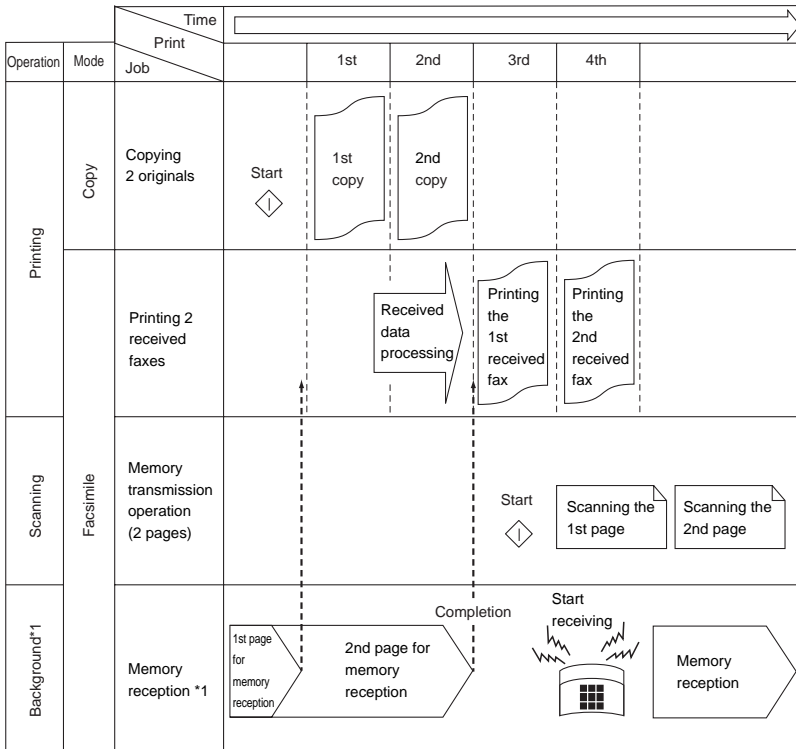 Time
Print
Job
Operation
Mode
1st
2nd
3rd
4th
Printing
Copy
Copying
2 originals
Start
1st
copy
2nd
copy
Facsimile
Printing 2
received
faxes
Received
data
processing
Printing
the
1st
received
fax
Printing
the
2nd
received
fax
Scanning
Memory
transmission
operation
(2 pages)
Start
Scanning the
1st page
Scanning the
2nd page
Background*1
Memory
reception *1
1st page
for
memory
reception
2nd page for
memory
reception
Completion
Start
receiving
Memory
reception